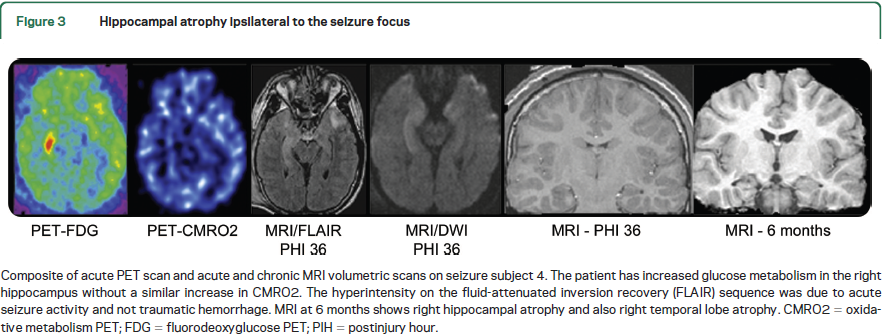 Figure 3 Hippocampal atrophy ipsilateral to the seizure focus
PET-FDG PET-CMRO2 MRI/FLAIR MRI/DWI MRI - PHI 36 MRI - 6 months
PHI 36 PHI 36
Composite of acute PET scan and acute and chronic MRI volumetric scans on seizure subject 4. The patient has increased glucose metabolism in the right
hippocampus without a similar increase in CMRO2. The hyperintensity on the fluid-attenuated inversion recovery (FLAIR) sequence was due to acute
seizure activity and not traumatic hemorrhage. MRI at 6 months shows right hippocampal atrophy and also right temporal lobe atrophy. CMRO2 = oxida-
tive metabolism PET; FDG = fluorodeoxyglucose PET; PIH = postinjury hour.